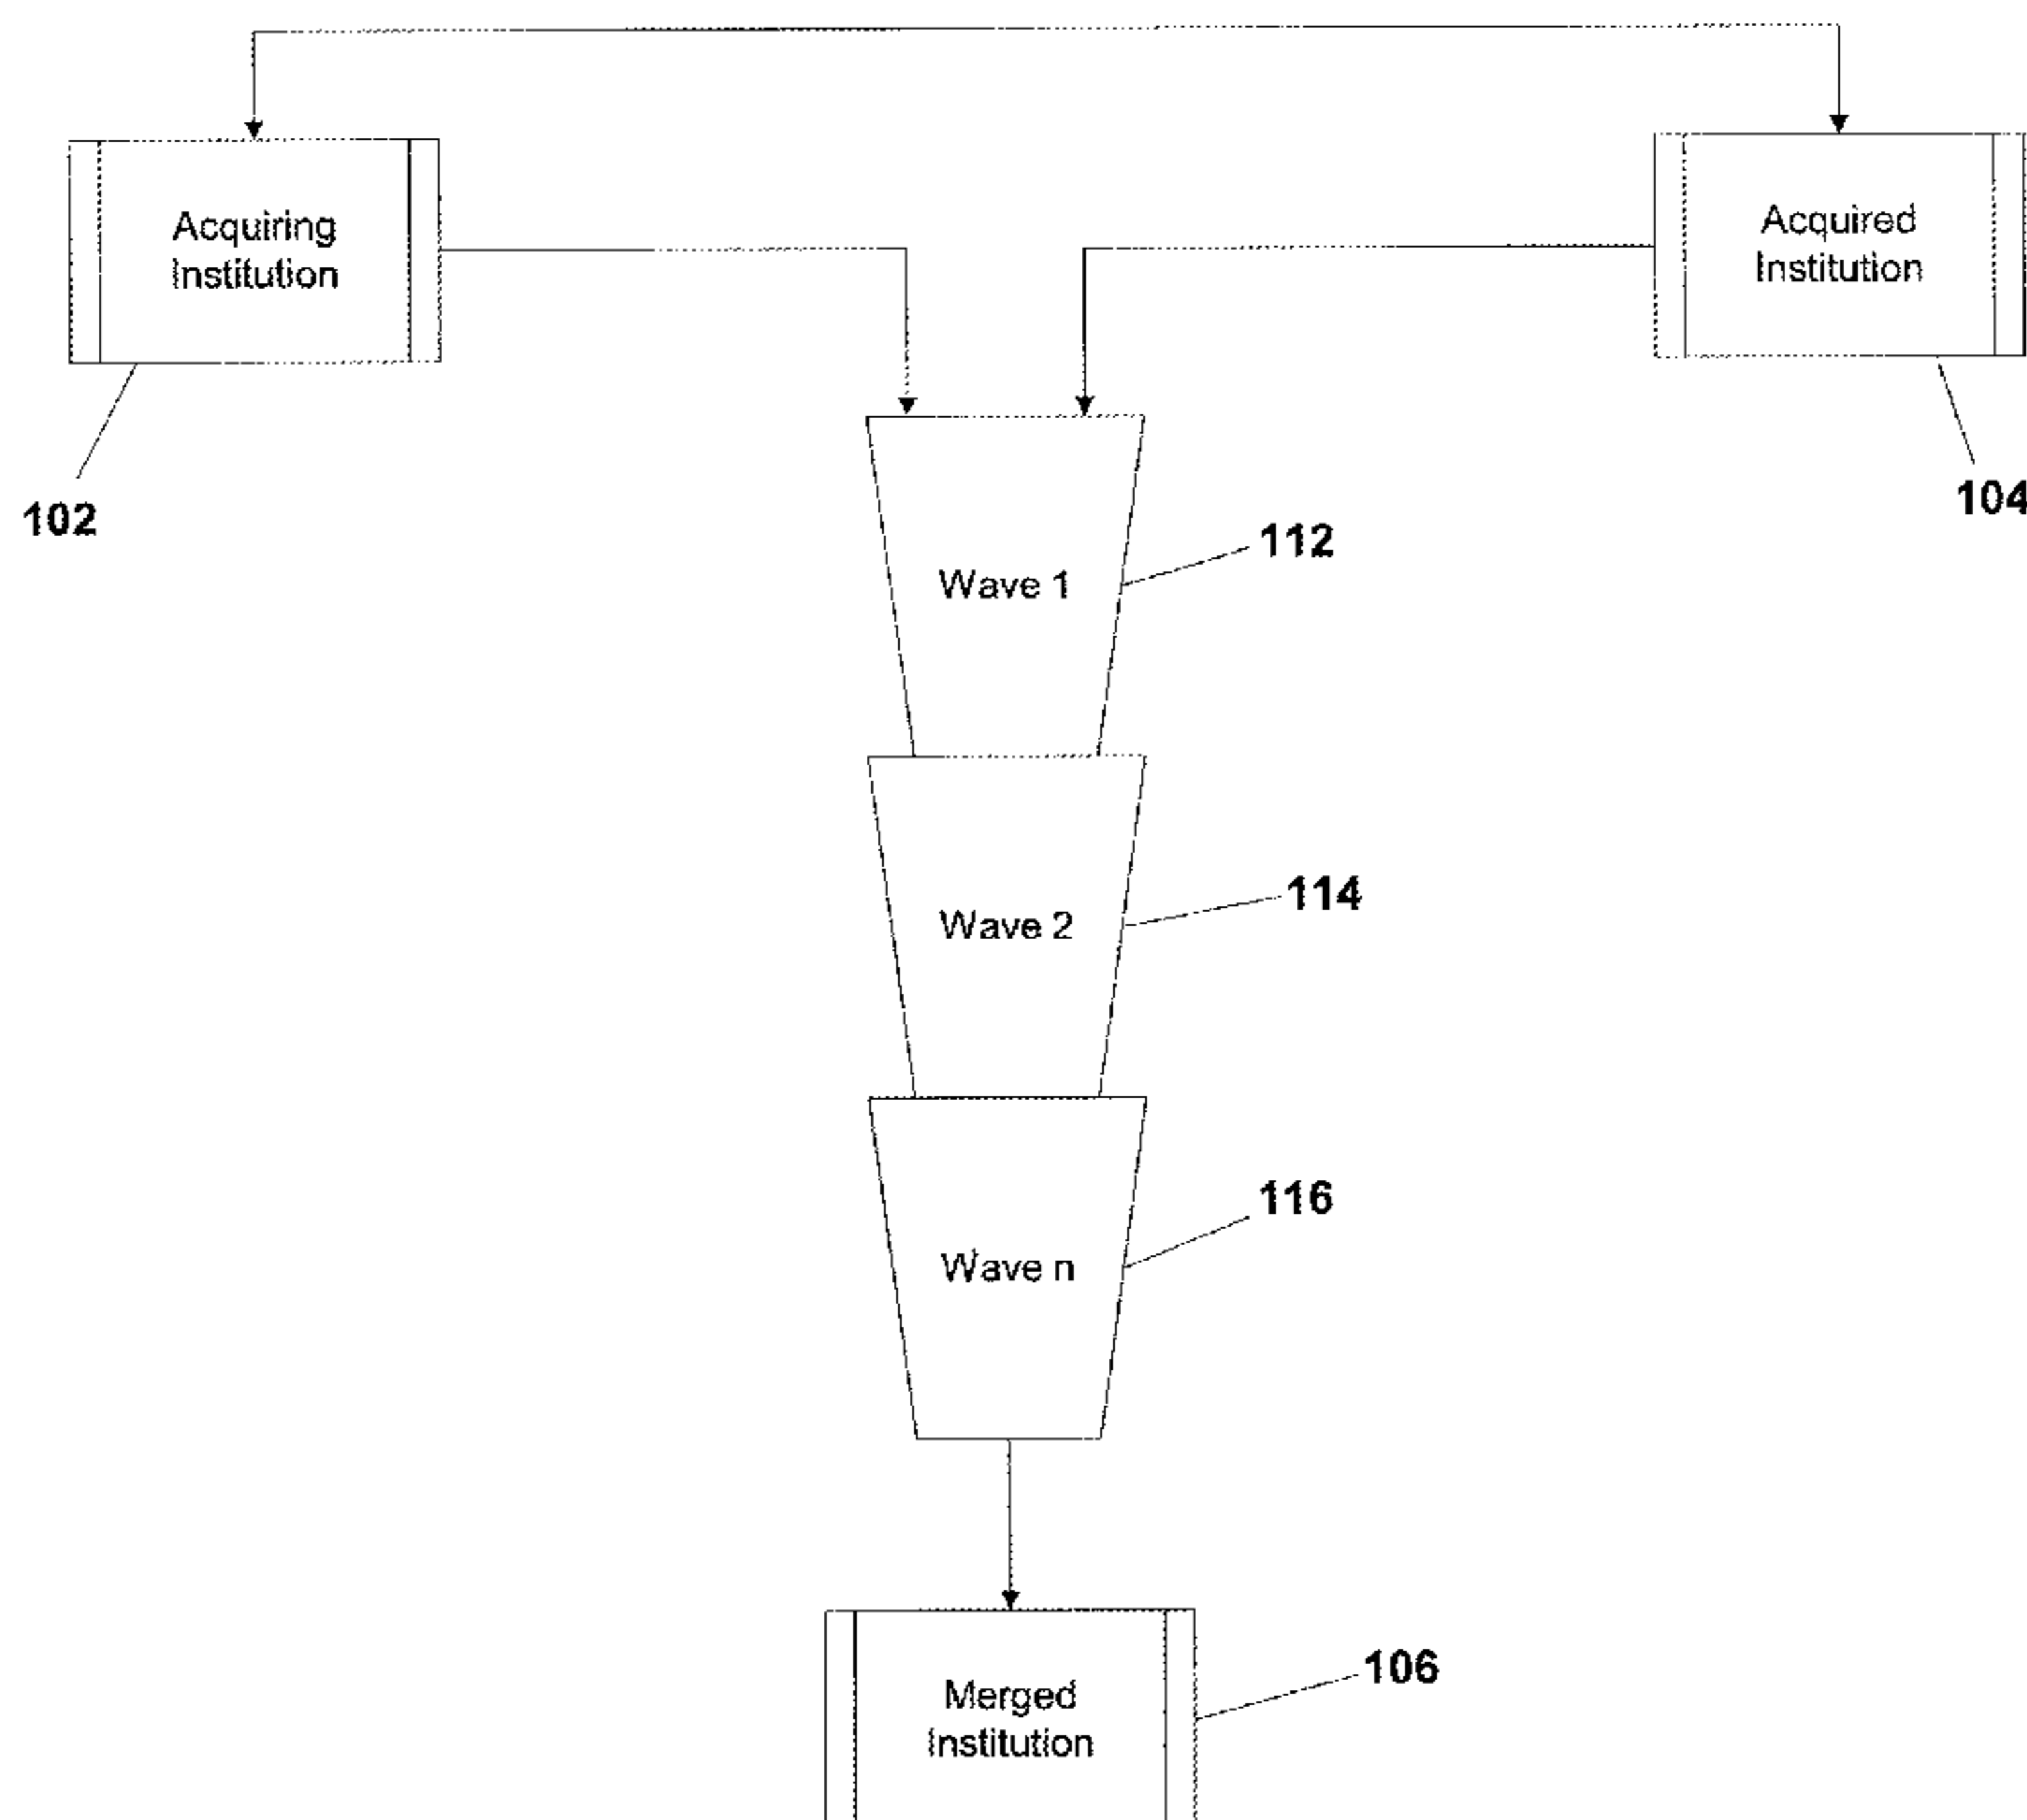 Acquiring
Institution
Acquired
Institution
102
104
112
Wave 1
114
Wave 2
116
Wave n
106
Merged
Institution